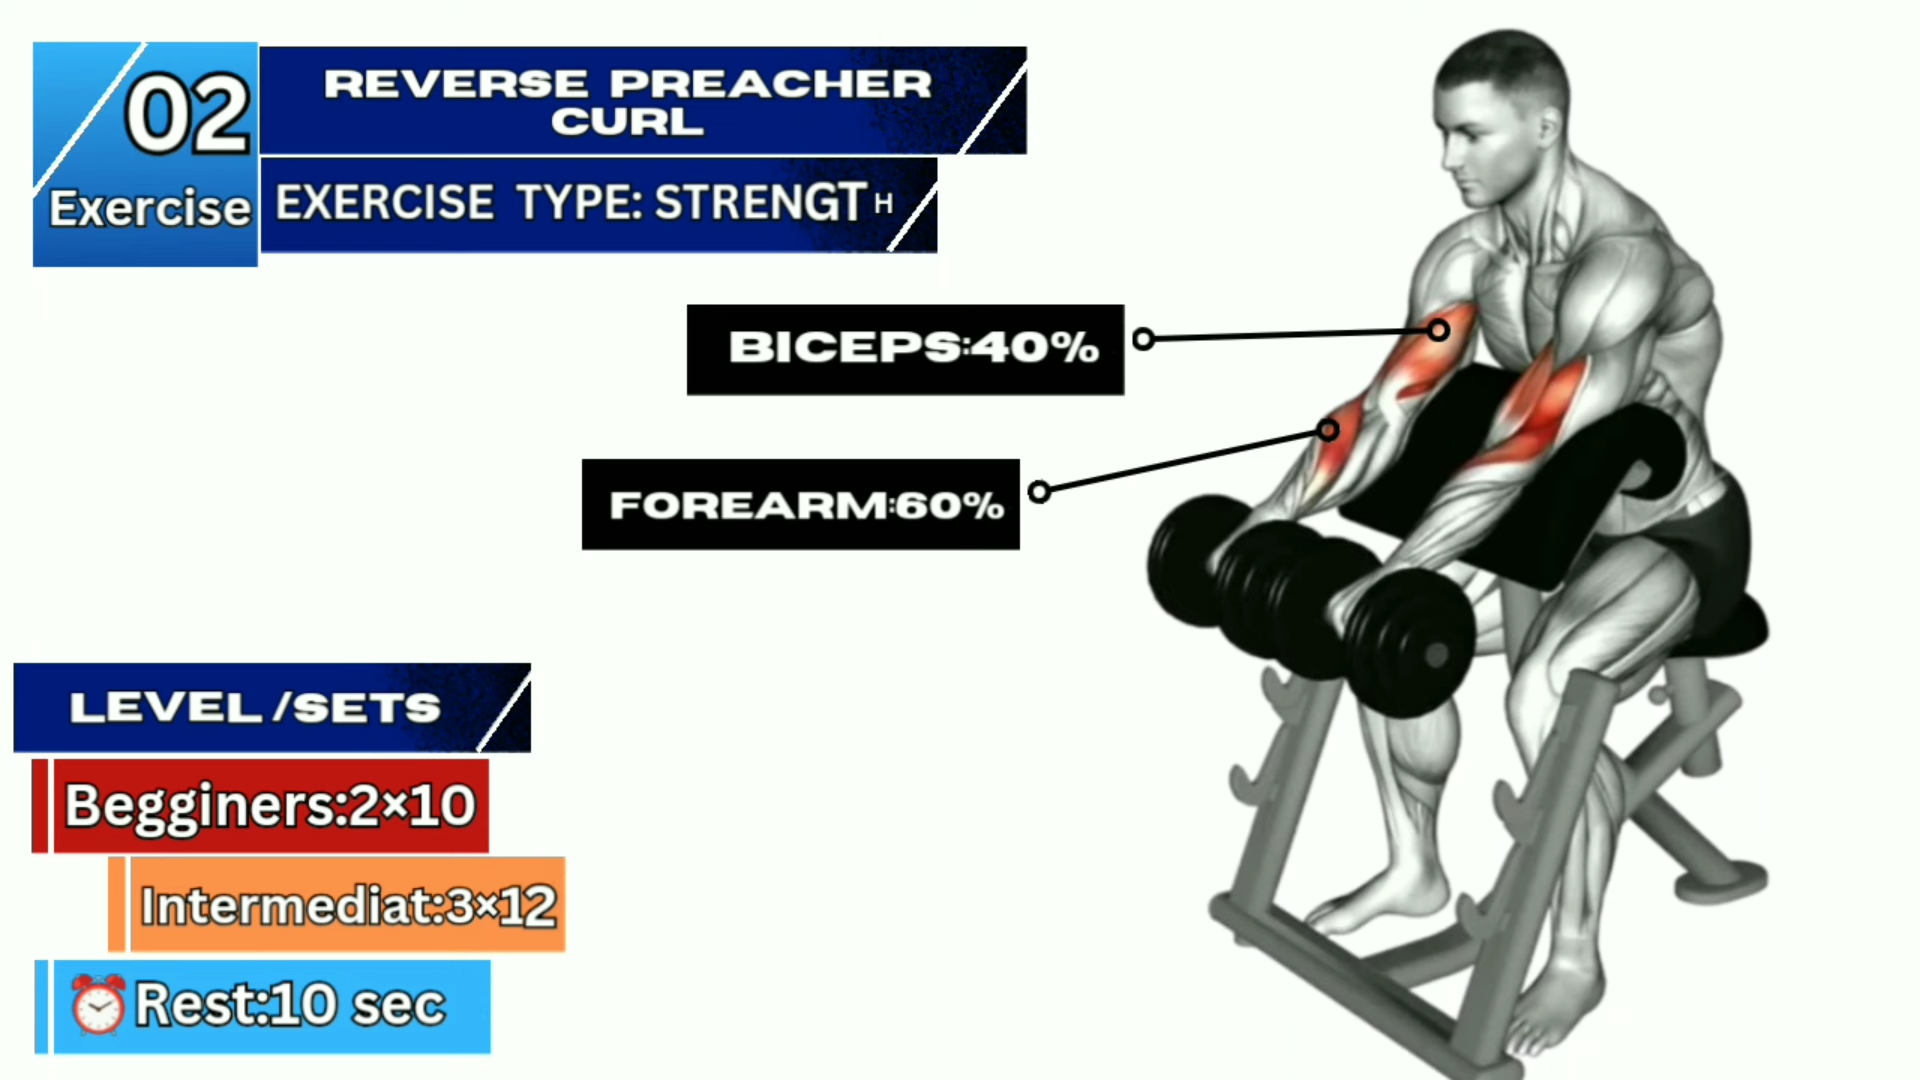 02
Exercise
REVERSE PREACHER
CURL
EXERCISE TYPE: STRENGTH
BICEPS:40%
FOREARM:60%
LEVEL /SETS
Begginers:2×10
Intermediat:3×12
⏰Rest:10 sec